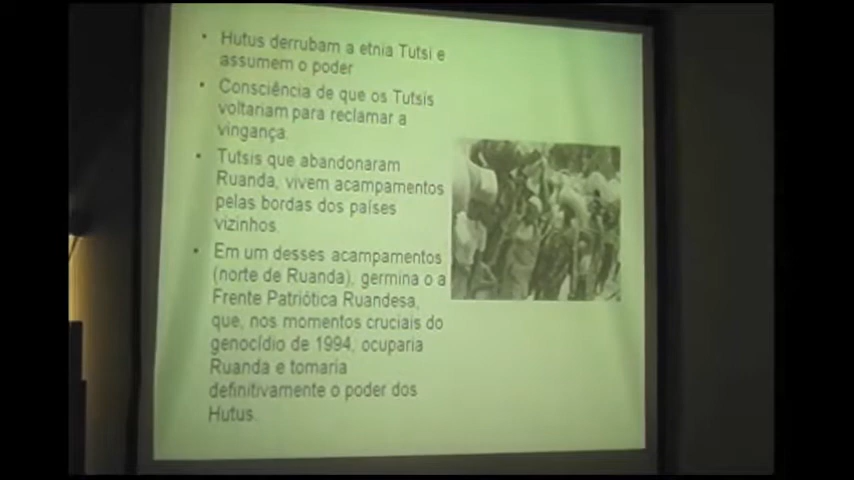 • Hutus derrubam a etnia Tutsi e
assumem o poder
• Consciência de que os Tutsis
voltariam para reclamar a
vingança.
• Tutsis que abandonaram
Ruanda, vivem acampamentos
pelas bordas dos países
vizinhos.
• Em um desses acampamentos
(norte de Ruanda), germina o a
Frente Patriótica Ruandesa,
que, nos momentos cruciais do
genocídio de 1994, ocuparia
Ruanda e tomaria
definitivamente o poder dos
Hutus.